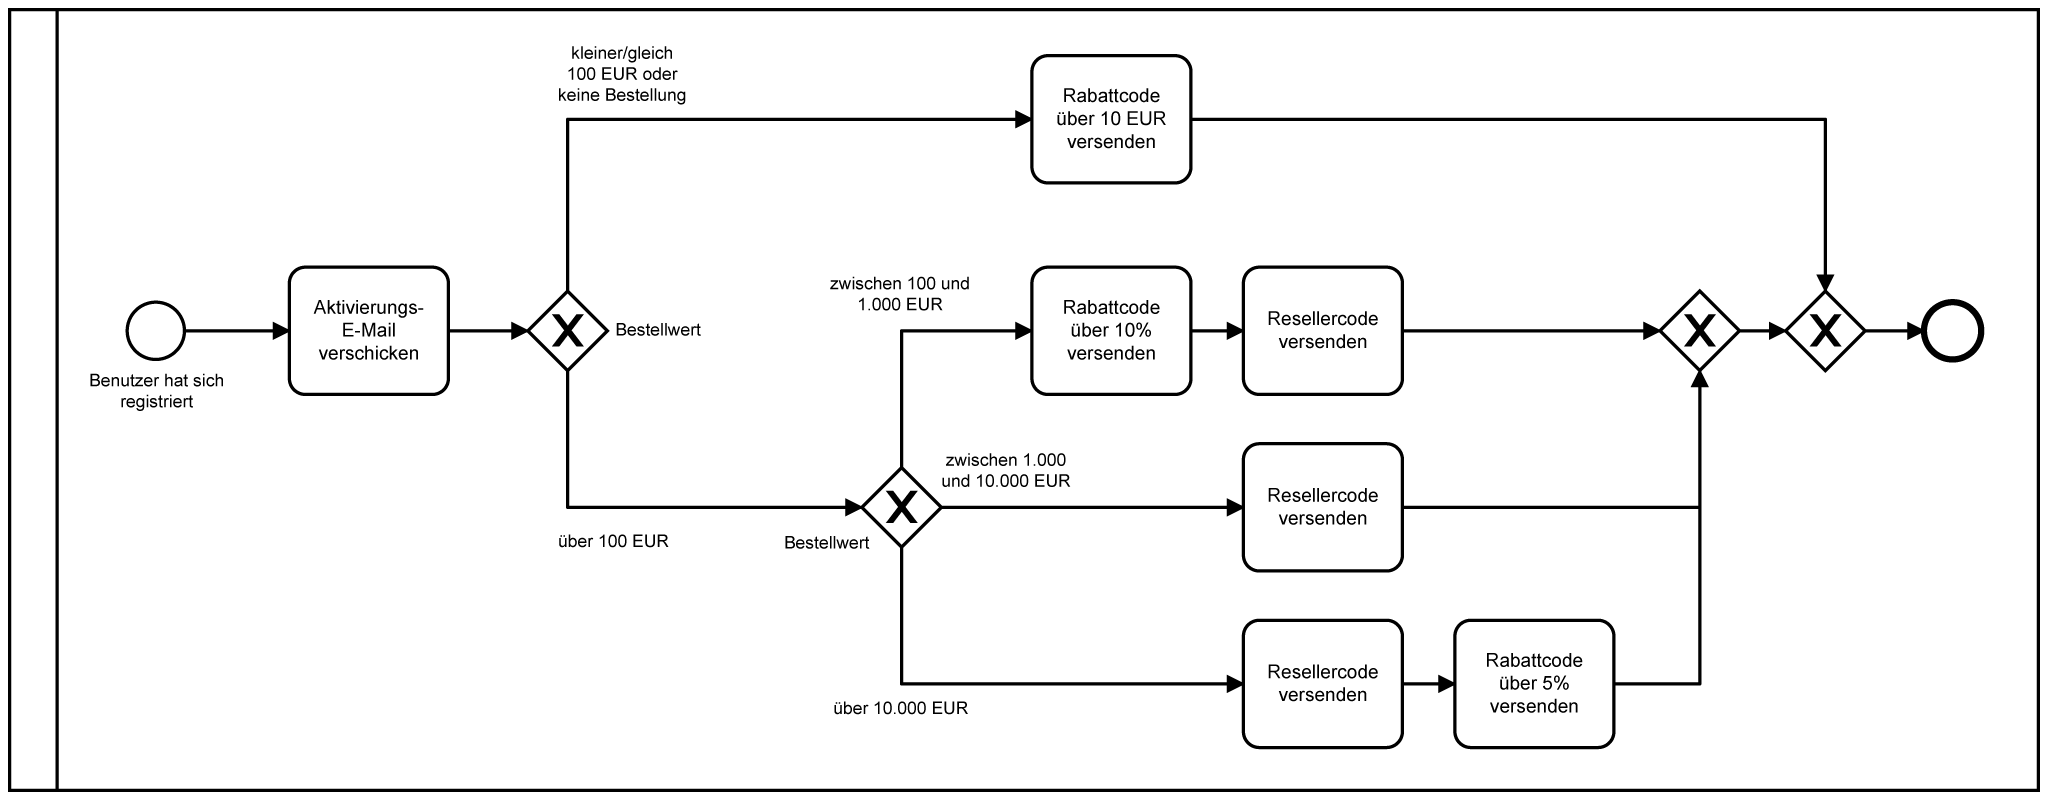 kleiner/gleich
100 EUR oder
keine Bestellung
Rabattcode
über 10 EUR
versenden
Benutzer hat sich
registriert
Aktivierungs-
E-Mail
verschicken
X
Bestellwert
zwischen 100 und
1.000 EUR
Rabattcode
über 10%
versenden
Resellercode
versenden
X
X
über 100 EUR
X
Bestellwert
zwischen 1.000
und 10.000 EUR
Resellercode
versenden
über 10.000 EUR
Resellercode
versenden
Rabattcode
über 5%
versenden